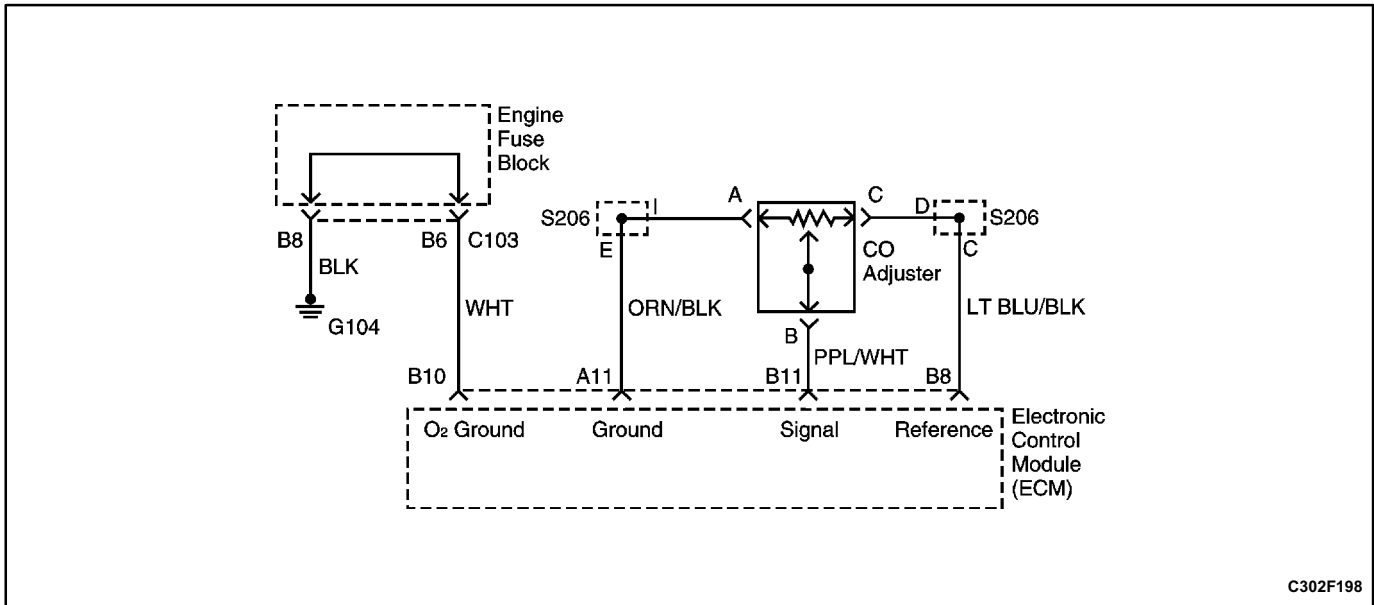 Engine
Fuse
Block
A
C
D
S206
I
S206
B8
B6
C103
E
CO
Adjuster
C
BLK
G104
WHT
ORN/BLK
LT BLU/BLK
B
PPL/WHT
B10
A11
B11
B8
O2 Ground
Ground
Signal
Reference
Electronic
Control
Module
(ECM)
C302F198